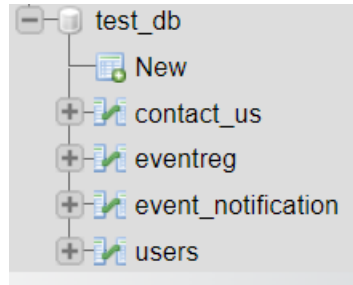 test_db
New
contact_us
eventreg
event_notification
users